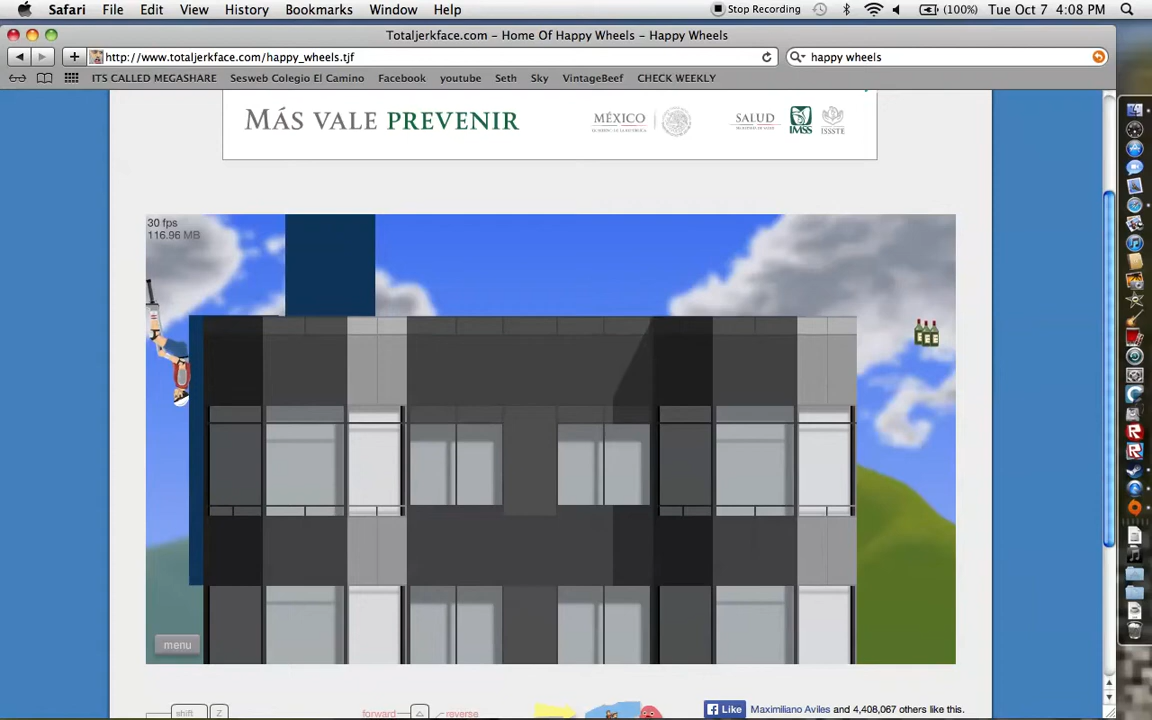 Safari File Edit View History Bookmarks Window Help Stop Recording (100%) Tue Oct 7 4:08 PM
Totaljerkface.com – Home Of Happy Wheels – Happy Wheels
http://www.totaljerkface.com/happy_wheels.tjf happy wheels
ITS CALLED MEGASHARE Sesweb Colegio El Camino Facebook youtube Seth Sky VintageBeef CHECK WEEKLY
MÁS VALE PREVENIR MÉXICO SALUD IMSS ISSSTE
30 fps
116.96 MB
menu
shift Z forward reverse Like Maximiliano Aviles and 4,408,067 others like this.